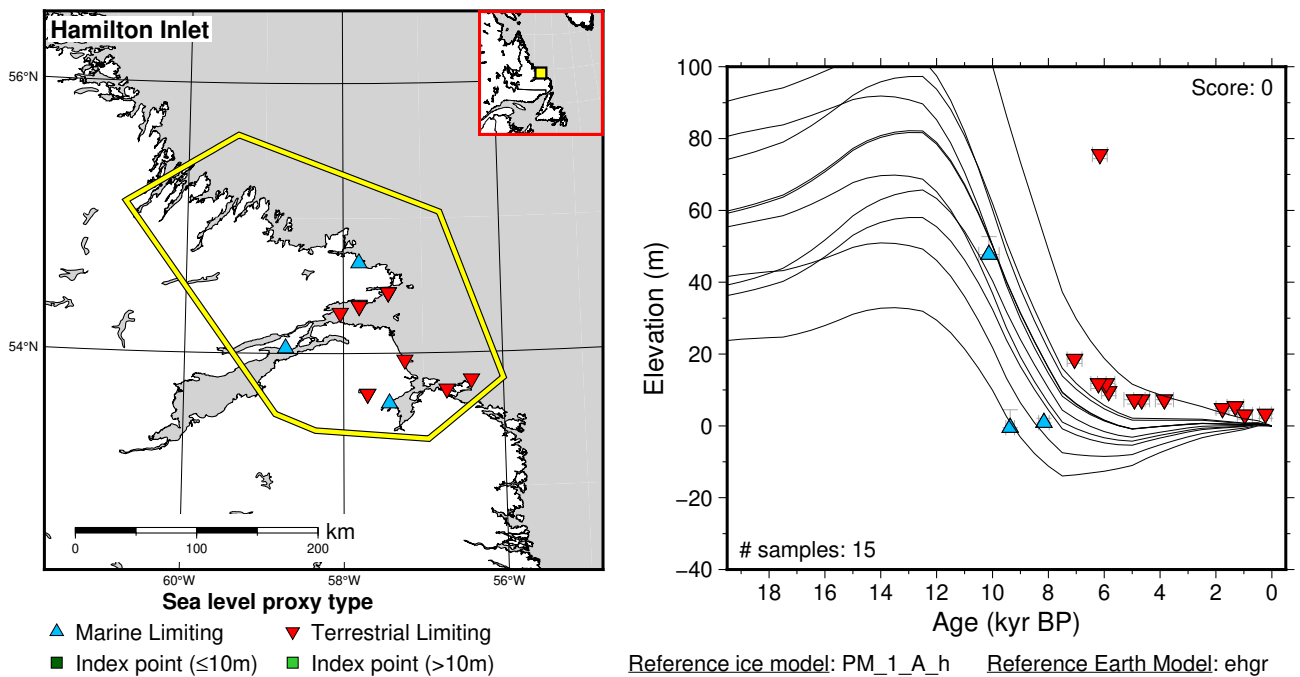 Hamilton Inlet
56°N
54°N
km
0 100 200
60°W 58°W 56°W
Sea level proxy type
Marine Limiting Terrestrial Limiting
Index point (≤10m) Index point (>10m)
Score: 0
100
80
60
40
20
0
−20
−40
Elevation (m)
# samples: 15
18 16 14 12 10 8 6 4 2 0
Age (kyr BP)
Reference ice model: PM_1_A_h Reference Earth Model: ehgr